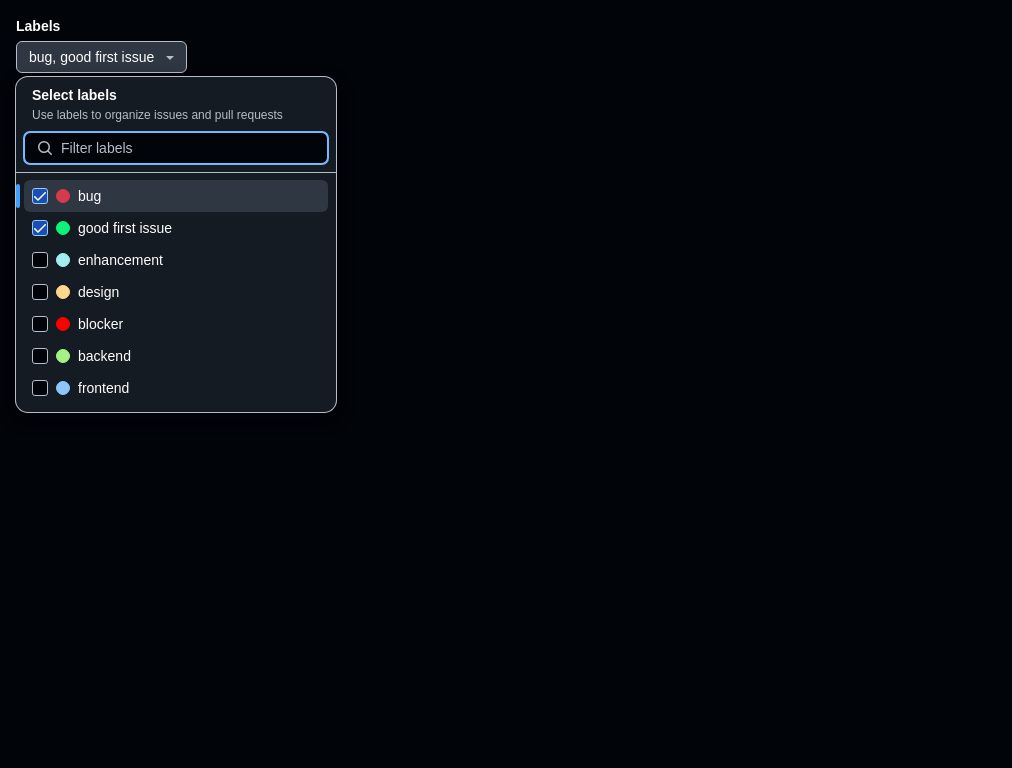 Labels
bug, good first issue
Select labels
Use labels to organize issues and pull requests
Filter labels
bug
good first issue
enhancement
design
blocker
backend
frontend